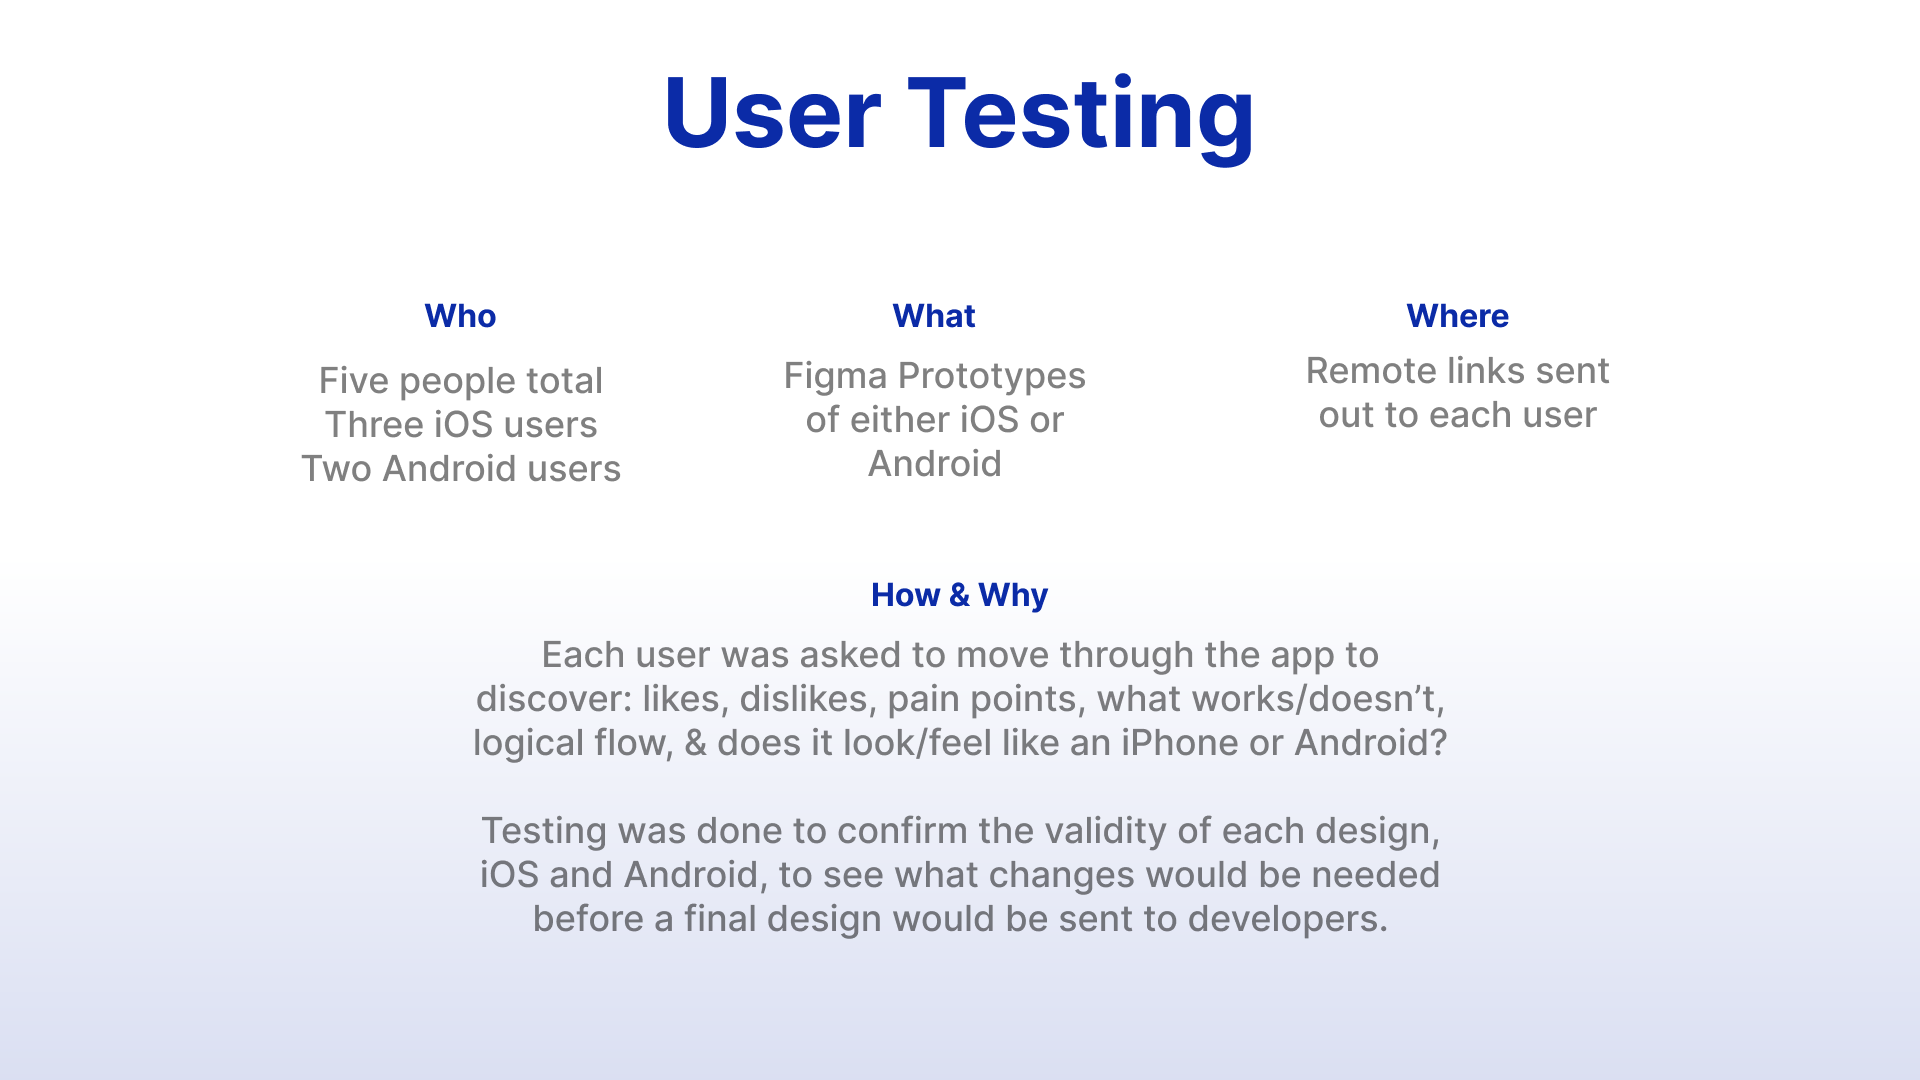 User Testing
Who
Five people total
Three iOS users
Two Android users
What
Figma Prototypes
of either iOS or
Android
Where
Remote links sent
out to each user
How & Why
Each user was asked to move through the app to
discover: likes, dislikes, pain points, what works/doesn’t,
logical flow, & does it look/feel like an iPhone or Android?
Testing was done to confirm the validity of each design,
iOS and Android, to see what changes would be needed
before a final design would be sent to developers.